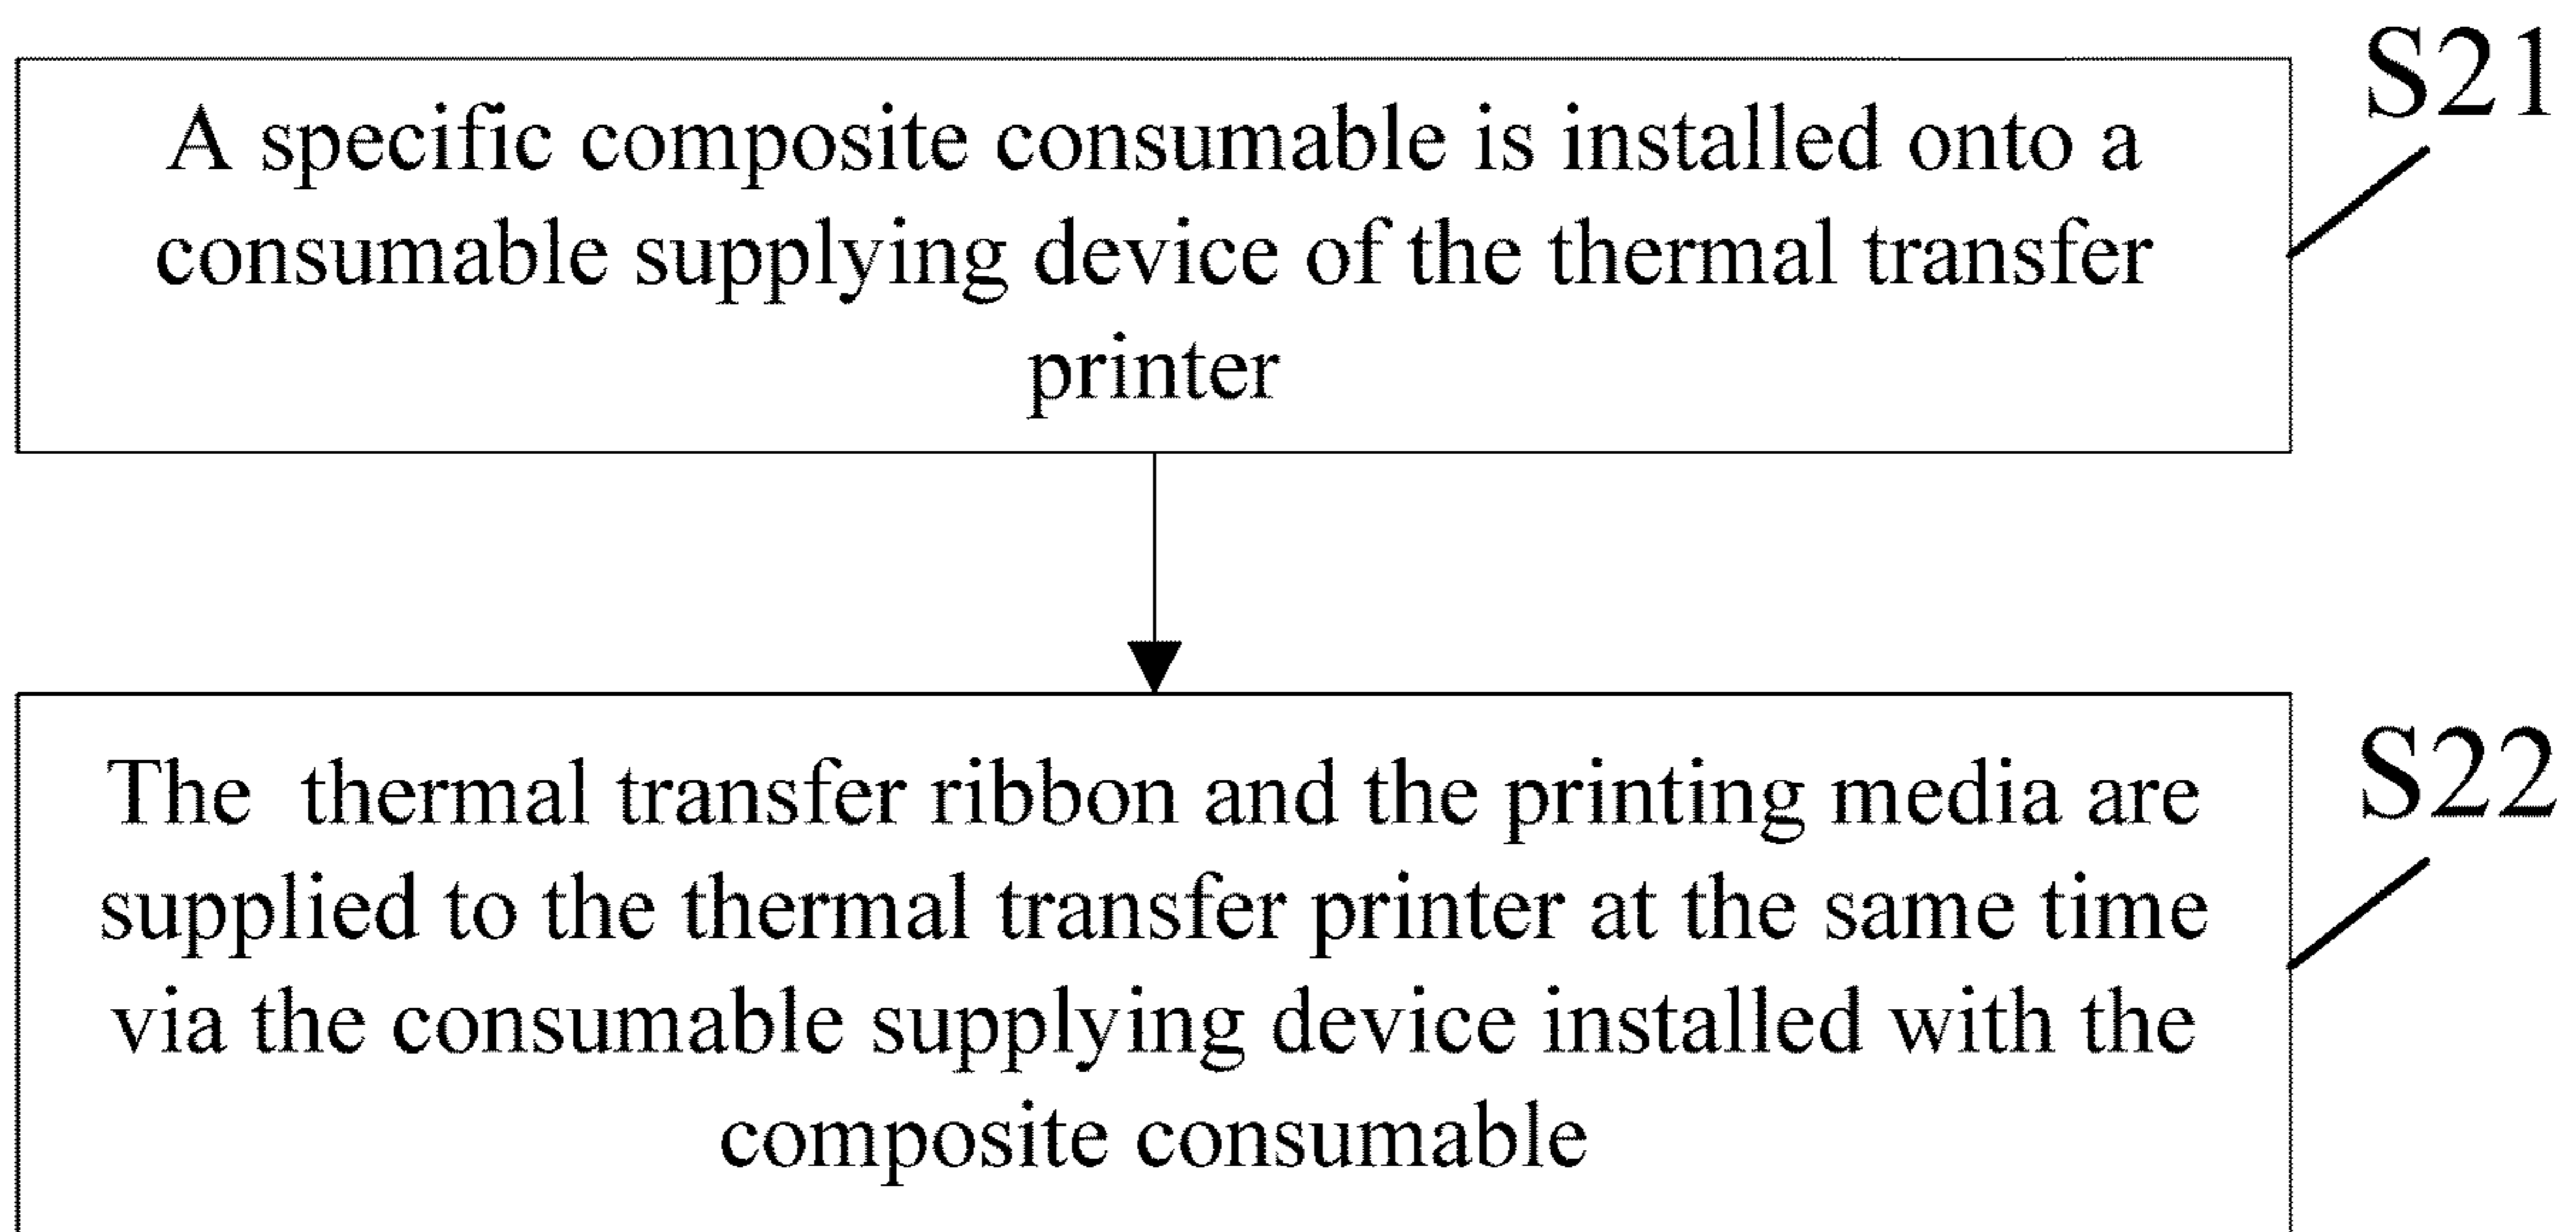 S21
A specific composite consumable is installed onto a
consumable supplying device of the thermal transfer
printer
S22
The thermal transfer ribbon and the printing media are
supplied to the thermal transfer printer at the same time
via the consumable supplying device installed with the
composite consumable